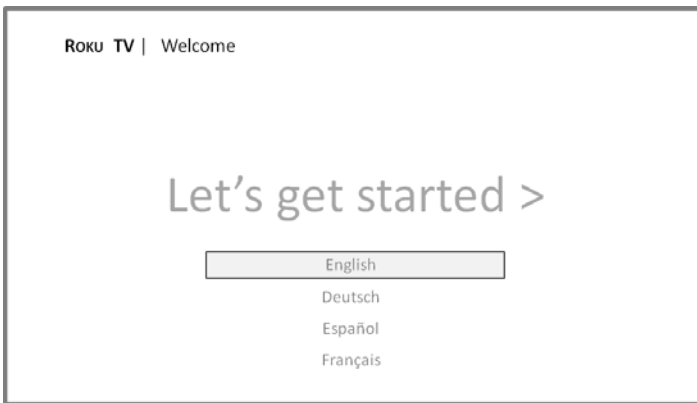 ROKU TV | Welcome
Let's get started >
English
Deutsch
Español
Français